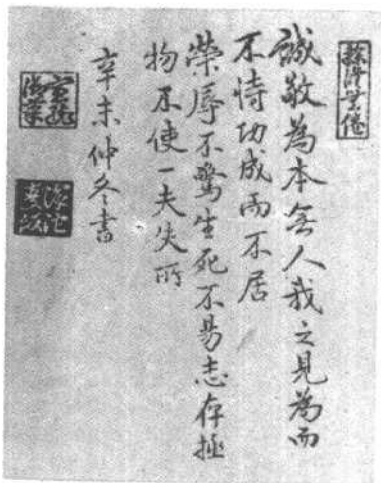 誠敬為本無人我之見為而
不恃功成而不居
榮辱不驚生死不易志存拯
物不使一夫失所
辛未仲冬書